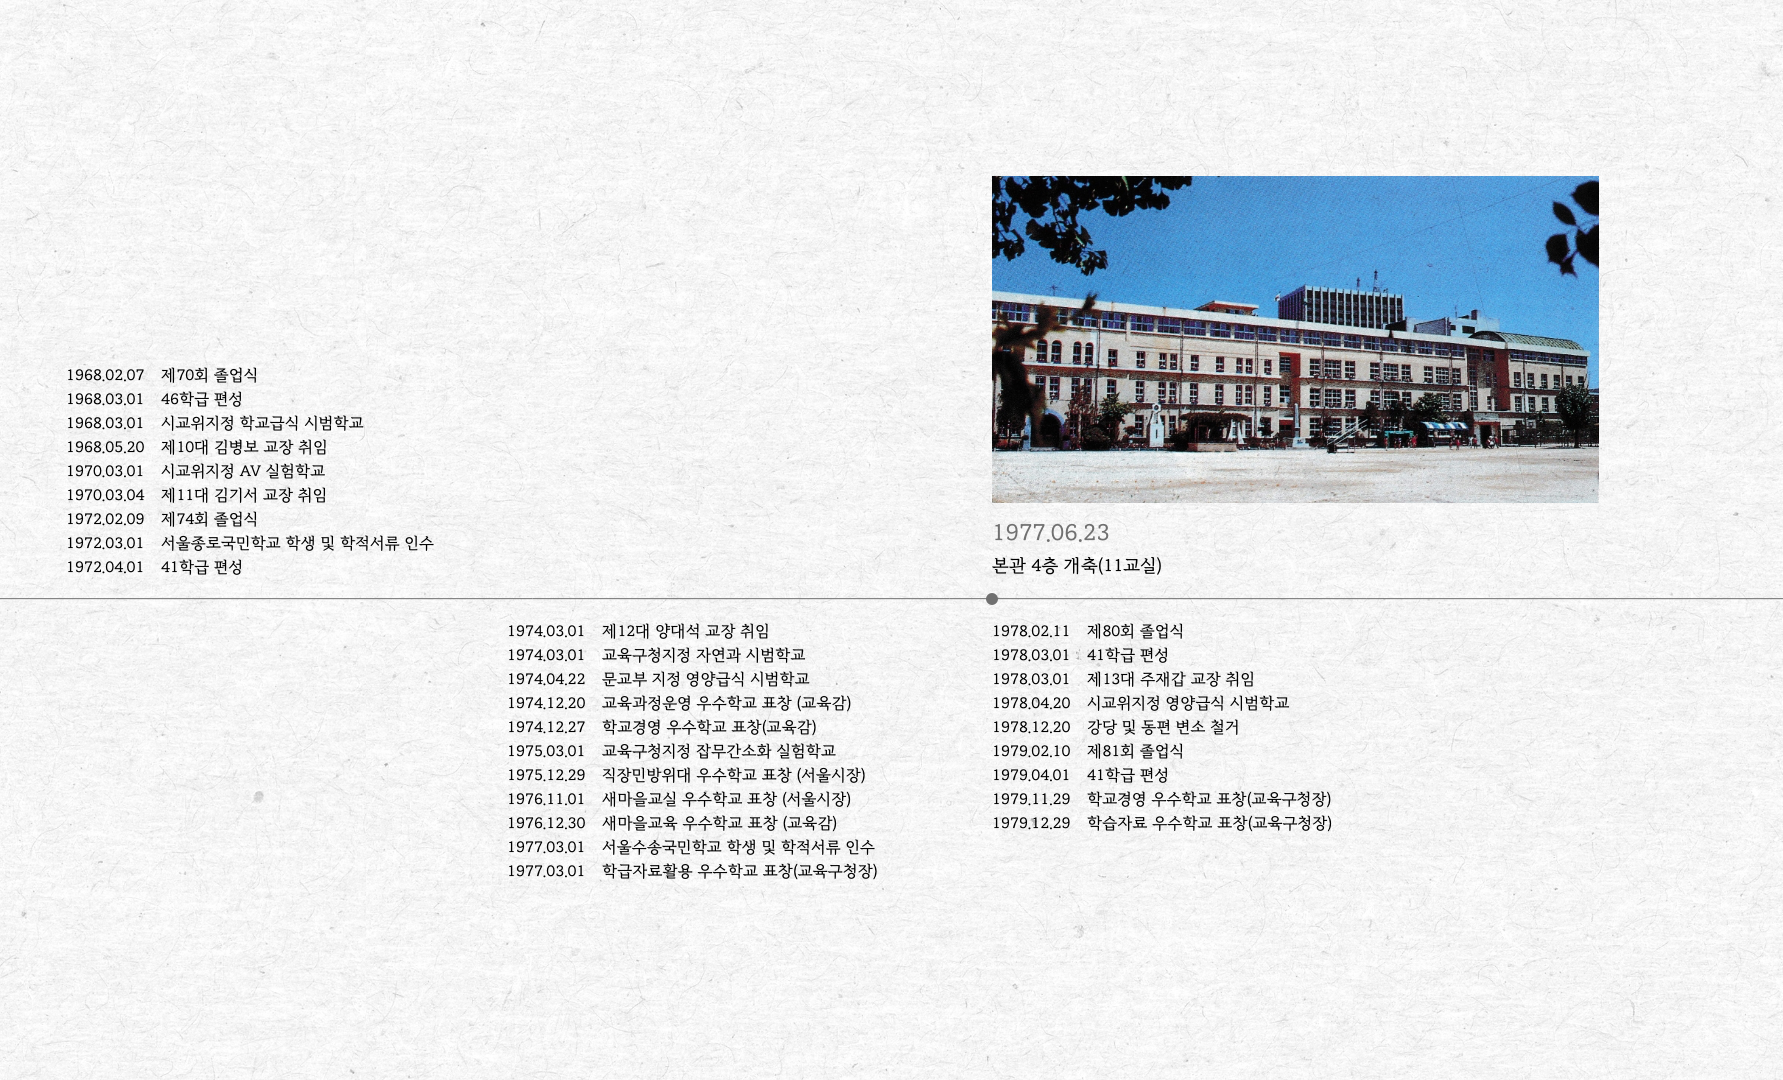 1968.02.07 제70회 졸업식
1968.03.01 46학급 편성
1968.03.01 시교위지정 학교급식 시범학교
1968.05.20 제10대 김병보 교장 취임
1970.03.01 시교위지정 AV 실험학교
1970.03.04 제11대 김기서 교장 취임
1972.02.09 제74회 졸업식
1972.03.01 서울종로국민학교 학생 및 학적서류 인수
1972.04.01 41학급 편성
1974.03.01 제12대 양대석 교장 취임
1974.03.01 교육구청지정 자연과 시범학교
1974.04.22 문교부 지정 영양급식 시범학교
1974.12.20 교육과정운영 우수학교 표창 (교육감)
1974.12.27 학교경영 우수학교 표창(교육감)
1975.03.01 교육구청지정 잡무간소화 실험학교
1975.12.29 직장민방위대 우수학교 표창 (서울시장)
1976.11.01 새마을교실 우수학교 표창 (서울시장)
1976.12.30 새마을교육 우수학교 표창 (교육감)
1977.03.01 서울수송국민학교 학생 및 학적서류 인수
1977.03.01 학급자료활용 우수학교 표창(교육구청장)
1977.06.23
본관 4층 개축(11교실)
1978.02.11 제80회 졸업식
1978.03.01 41학급 편성
1978.03.01 제13대 주재갑 교장 취임
1978.04.20 시교위지정 영양급식 시범학교
1978.12.20 강당 및 동편 변소 철거
1979.02.10 제81회 졸업식
1979.04.01 41학급 편성
1979.11.29 학교경영 우수학교 표창(교육구청장)
1979.12.29 학습자료 우수학교 표창(교육구청장)